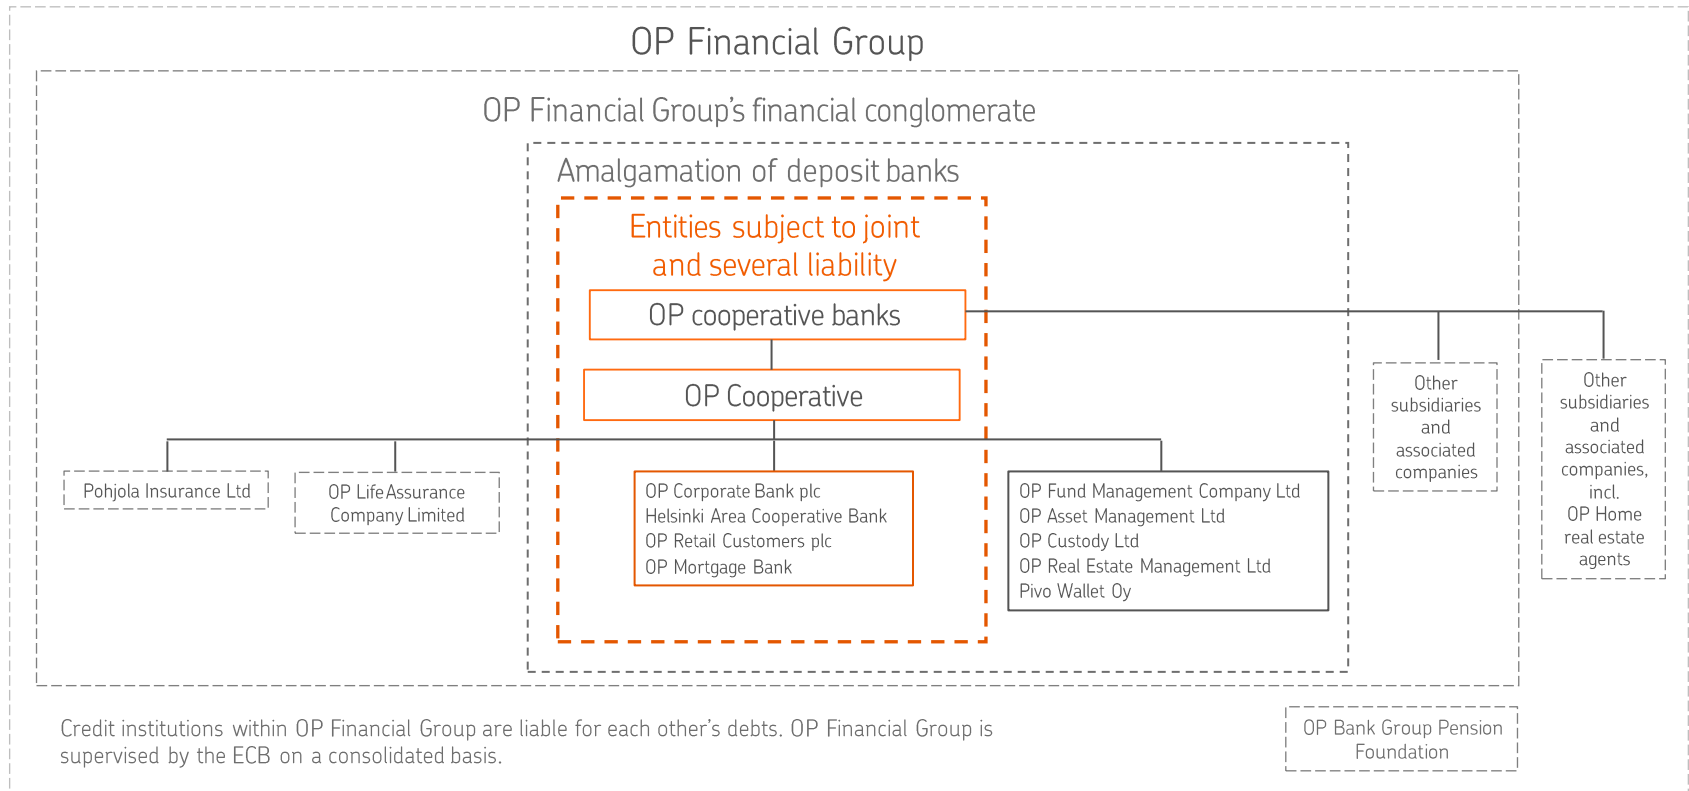 OP Financial Group
OP Financial Group's financial conglomerate
Amalgamation of deposit banks
Entities subject to joint
and several liability
OP cooperative banks
OP Cooperative
Pohjola Insurance Ltd
OP Life Assurance
Company Limited
OP Corporate Bank plc
Helsinki Area Cooperative Bank
OP Retail Customers plc
OP Mortgage Bank
OP Fund Management Company Ltd
OP Asset Management Ltd
OP Custody Ltd
OP Real Estate Management Ltd
Pivo Wallet Oy
Other
subsidiaries
and
associated
companies
Other
subsidiaries
and
associated
companies,
incl.
OP Home
real estate
agents
Credit institutions within OP Financial Group are liable for each other's debts. OP Financial Group is
supervised by the ECB on a consolidated basis.
OP Bank Group Pension
Foundation